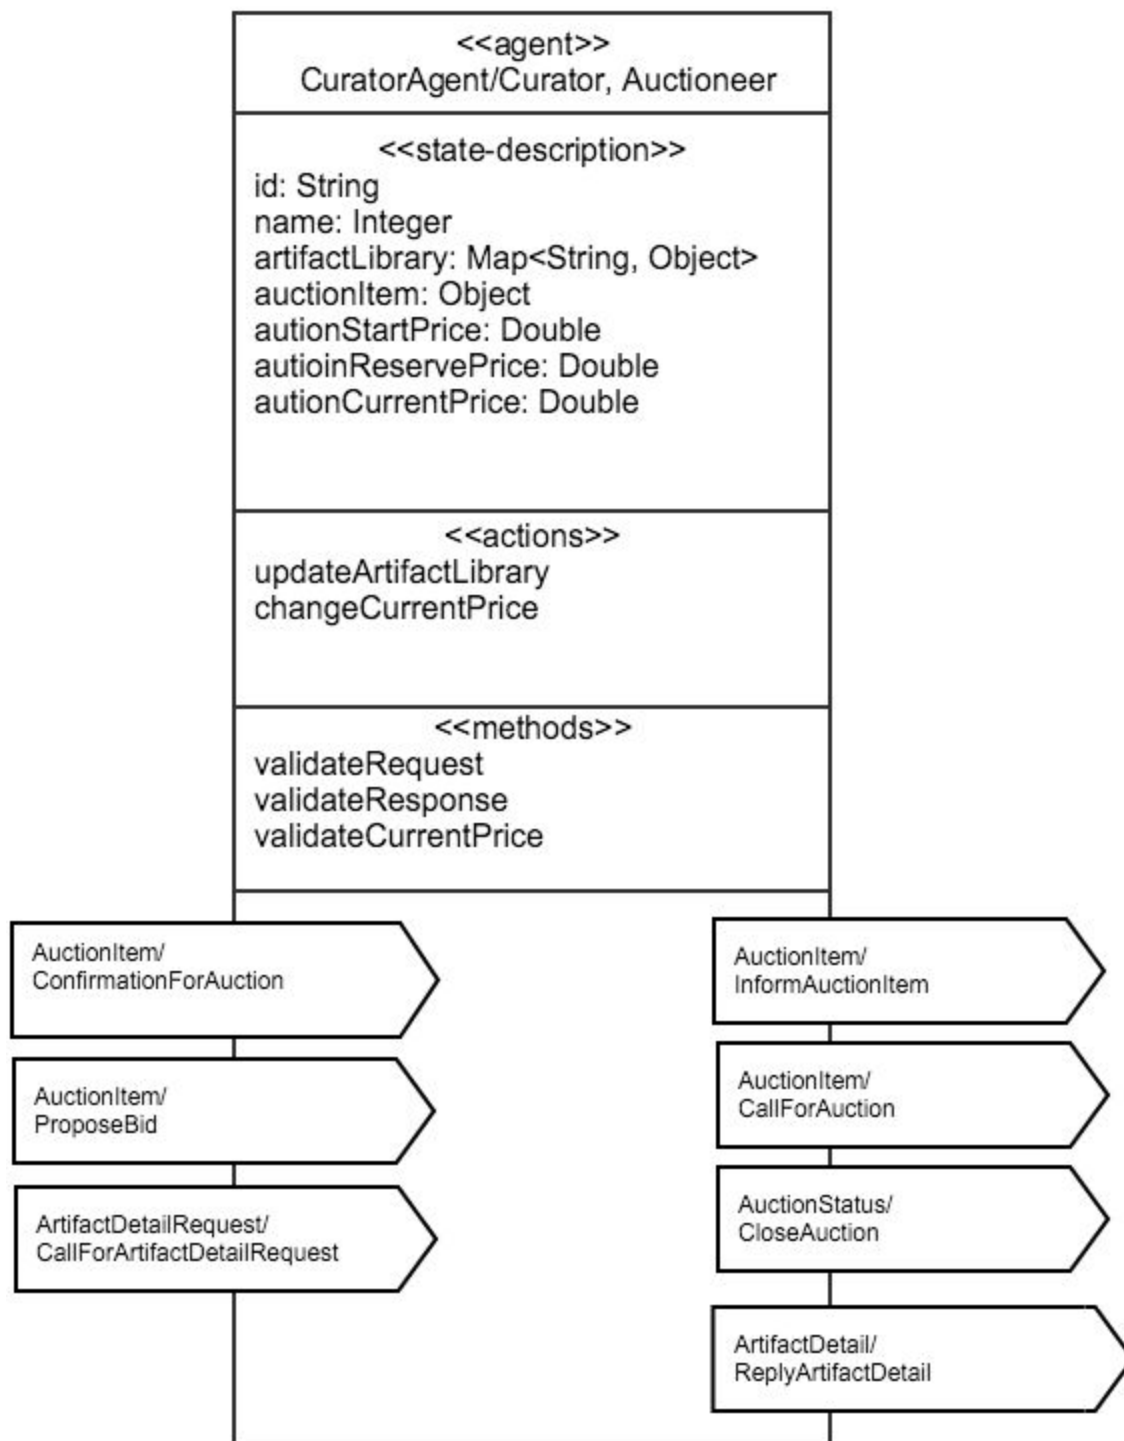 <<agent>>
CuratorAgent/Curator, Auctioneer
<<state-description>>
id: String
name: Integer
artifactLibrary: Map<String, Object>
auctionItem: Object
autionStartPrice: Double
autioinReservePrice: Double
autionCurrentPrice: Double
<<actions>>
updateArtifactLibrary
changeCurrentPrice
<<methods>>
validateRequest
validateResponse
validateCurrentPrice
AuctionItem/
ConfirmationForAuction
AuctionItem/
ProposeBid
ArtifactDetailRequest/
CallForArtifactDetailRequest
AuctionItem/
InformAuctionItem
AuctionItem/
CallForAuction
AuctionStatus/
CloseAuction
ArtifactDetail/
ReplyArtifactDetail